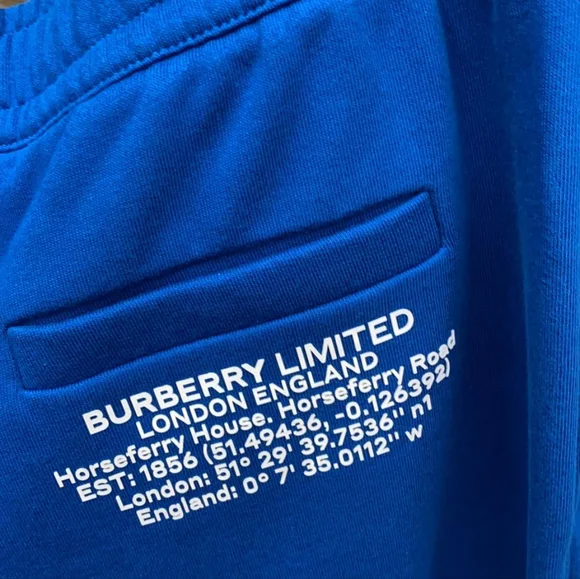 BURBERRY LIMITED
LONDON ENGLAND
Horseferry House, Horseferry Road
EST: 1856 (51.49436, -0.126392)
London: 51° 29' 39.7536'' n1
England: 0° 7' 35.0112'' w